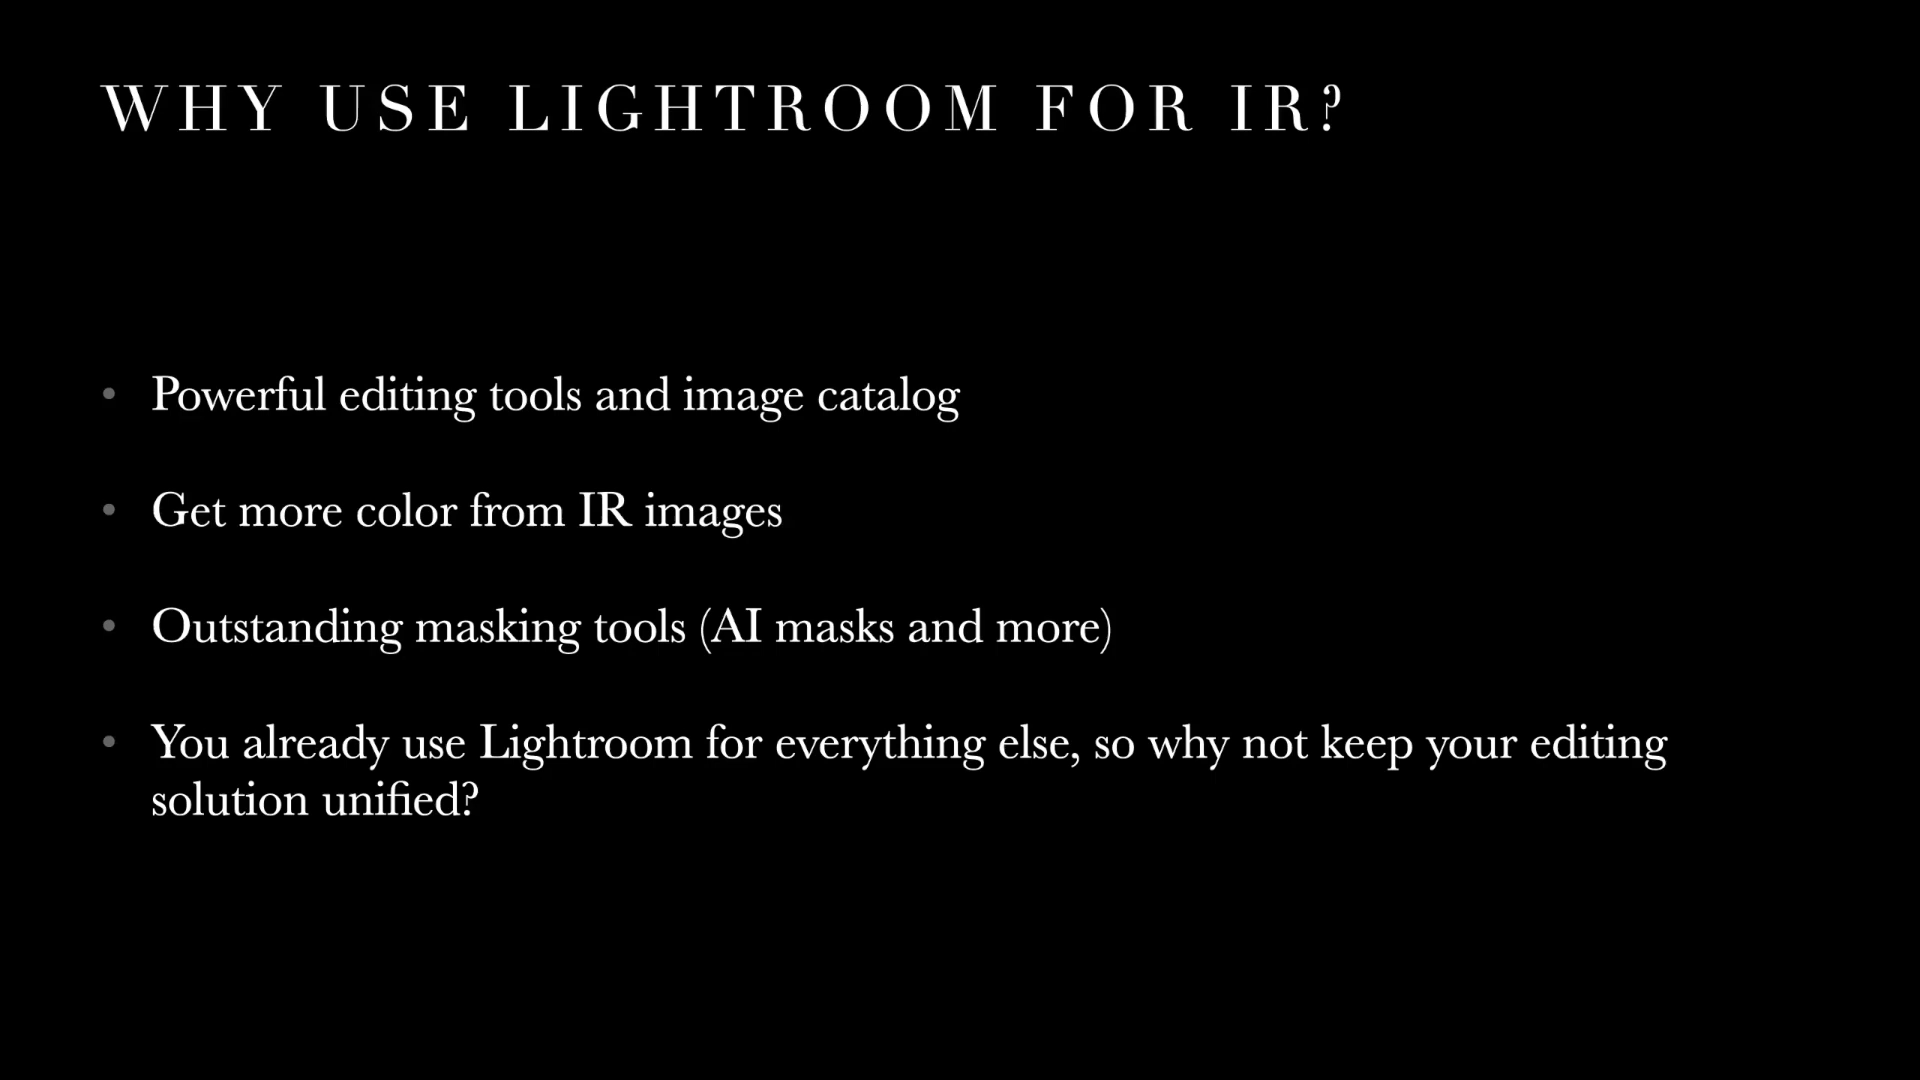 WHY USE LIGHTROOM FOR IR?
• Powerful editing tools and image catalog
• Get more color from IR images
• Outstanding masking tools (AI masks and more)
• You already use Lightroom for everything else, so why not keep your editing
solution unified?